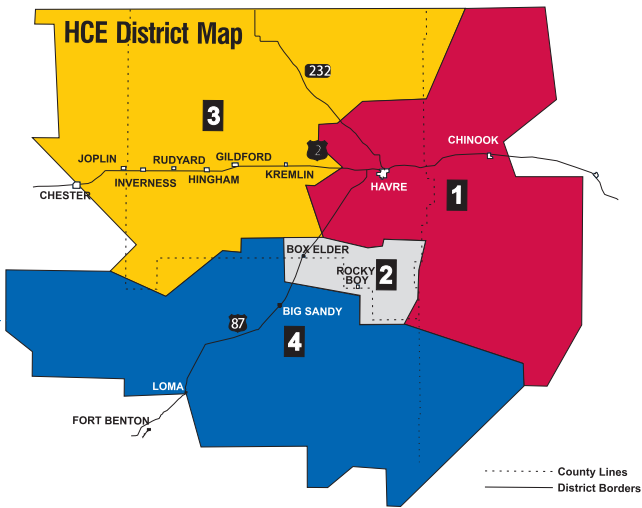 HCE District Map
232
3
2
CHINOOK
JOPLIN
RUDYARD
GILDFORD
KREMLIN
INVERNESS
HINGHAM
HAVRE
CHESTER
1
BOX ELDER
ROCKY
BOY
2
BIG SANDY
87
4
LOMA
FORT BENTON
County Lines
District Borders